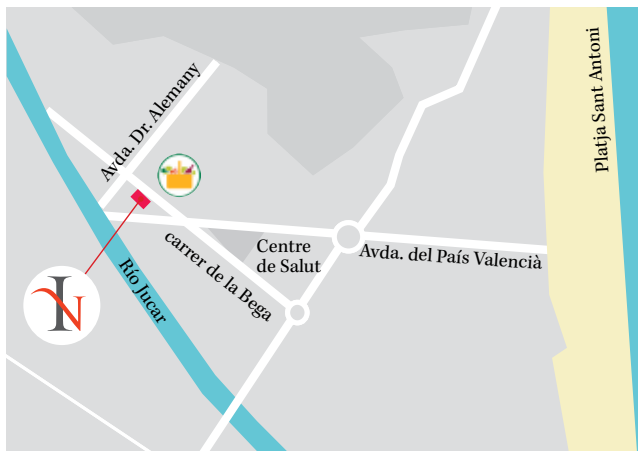 Avda. Dr. Alemany
Platja Sant Antoni
Centre
de Salut
Avda. del País Valencià
carrer de la Bega
Río Jucar
IN